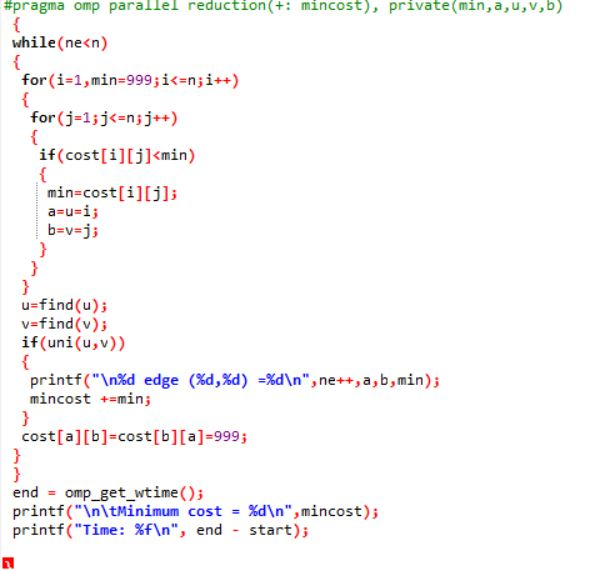 #pragma omp parallel reduction(+: mincost), private(min,a,u,v,b)
{
while(ne<n)
{
for(i=1,min=999;i<=n;i++)
{
for(j=1;j<=n;j++)
{
if(cost[i][j]<min)
{
min=cost[i][j];
a=u=i;
b=v=j;
}
}
}
u=find(u);
v=find(v);
if(uni(u,v))
{
printf("\n%d edge (%d,%d) =%d\n",ne++,a,b,min);
mincost +=min;
}
cost[a][b]=cost[b][a]=999;
}
}
end = omp_get_wtime();
printf("\n\tMinimum cost = %d\n",mincost);
printf("Time: %f\n", end - start);
}